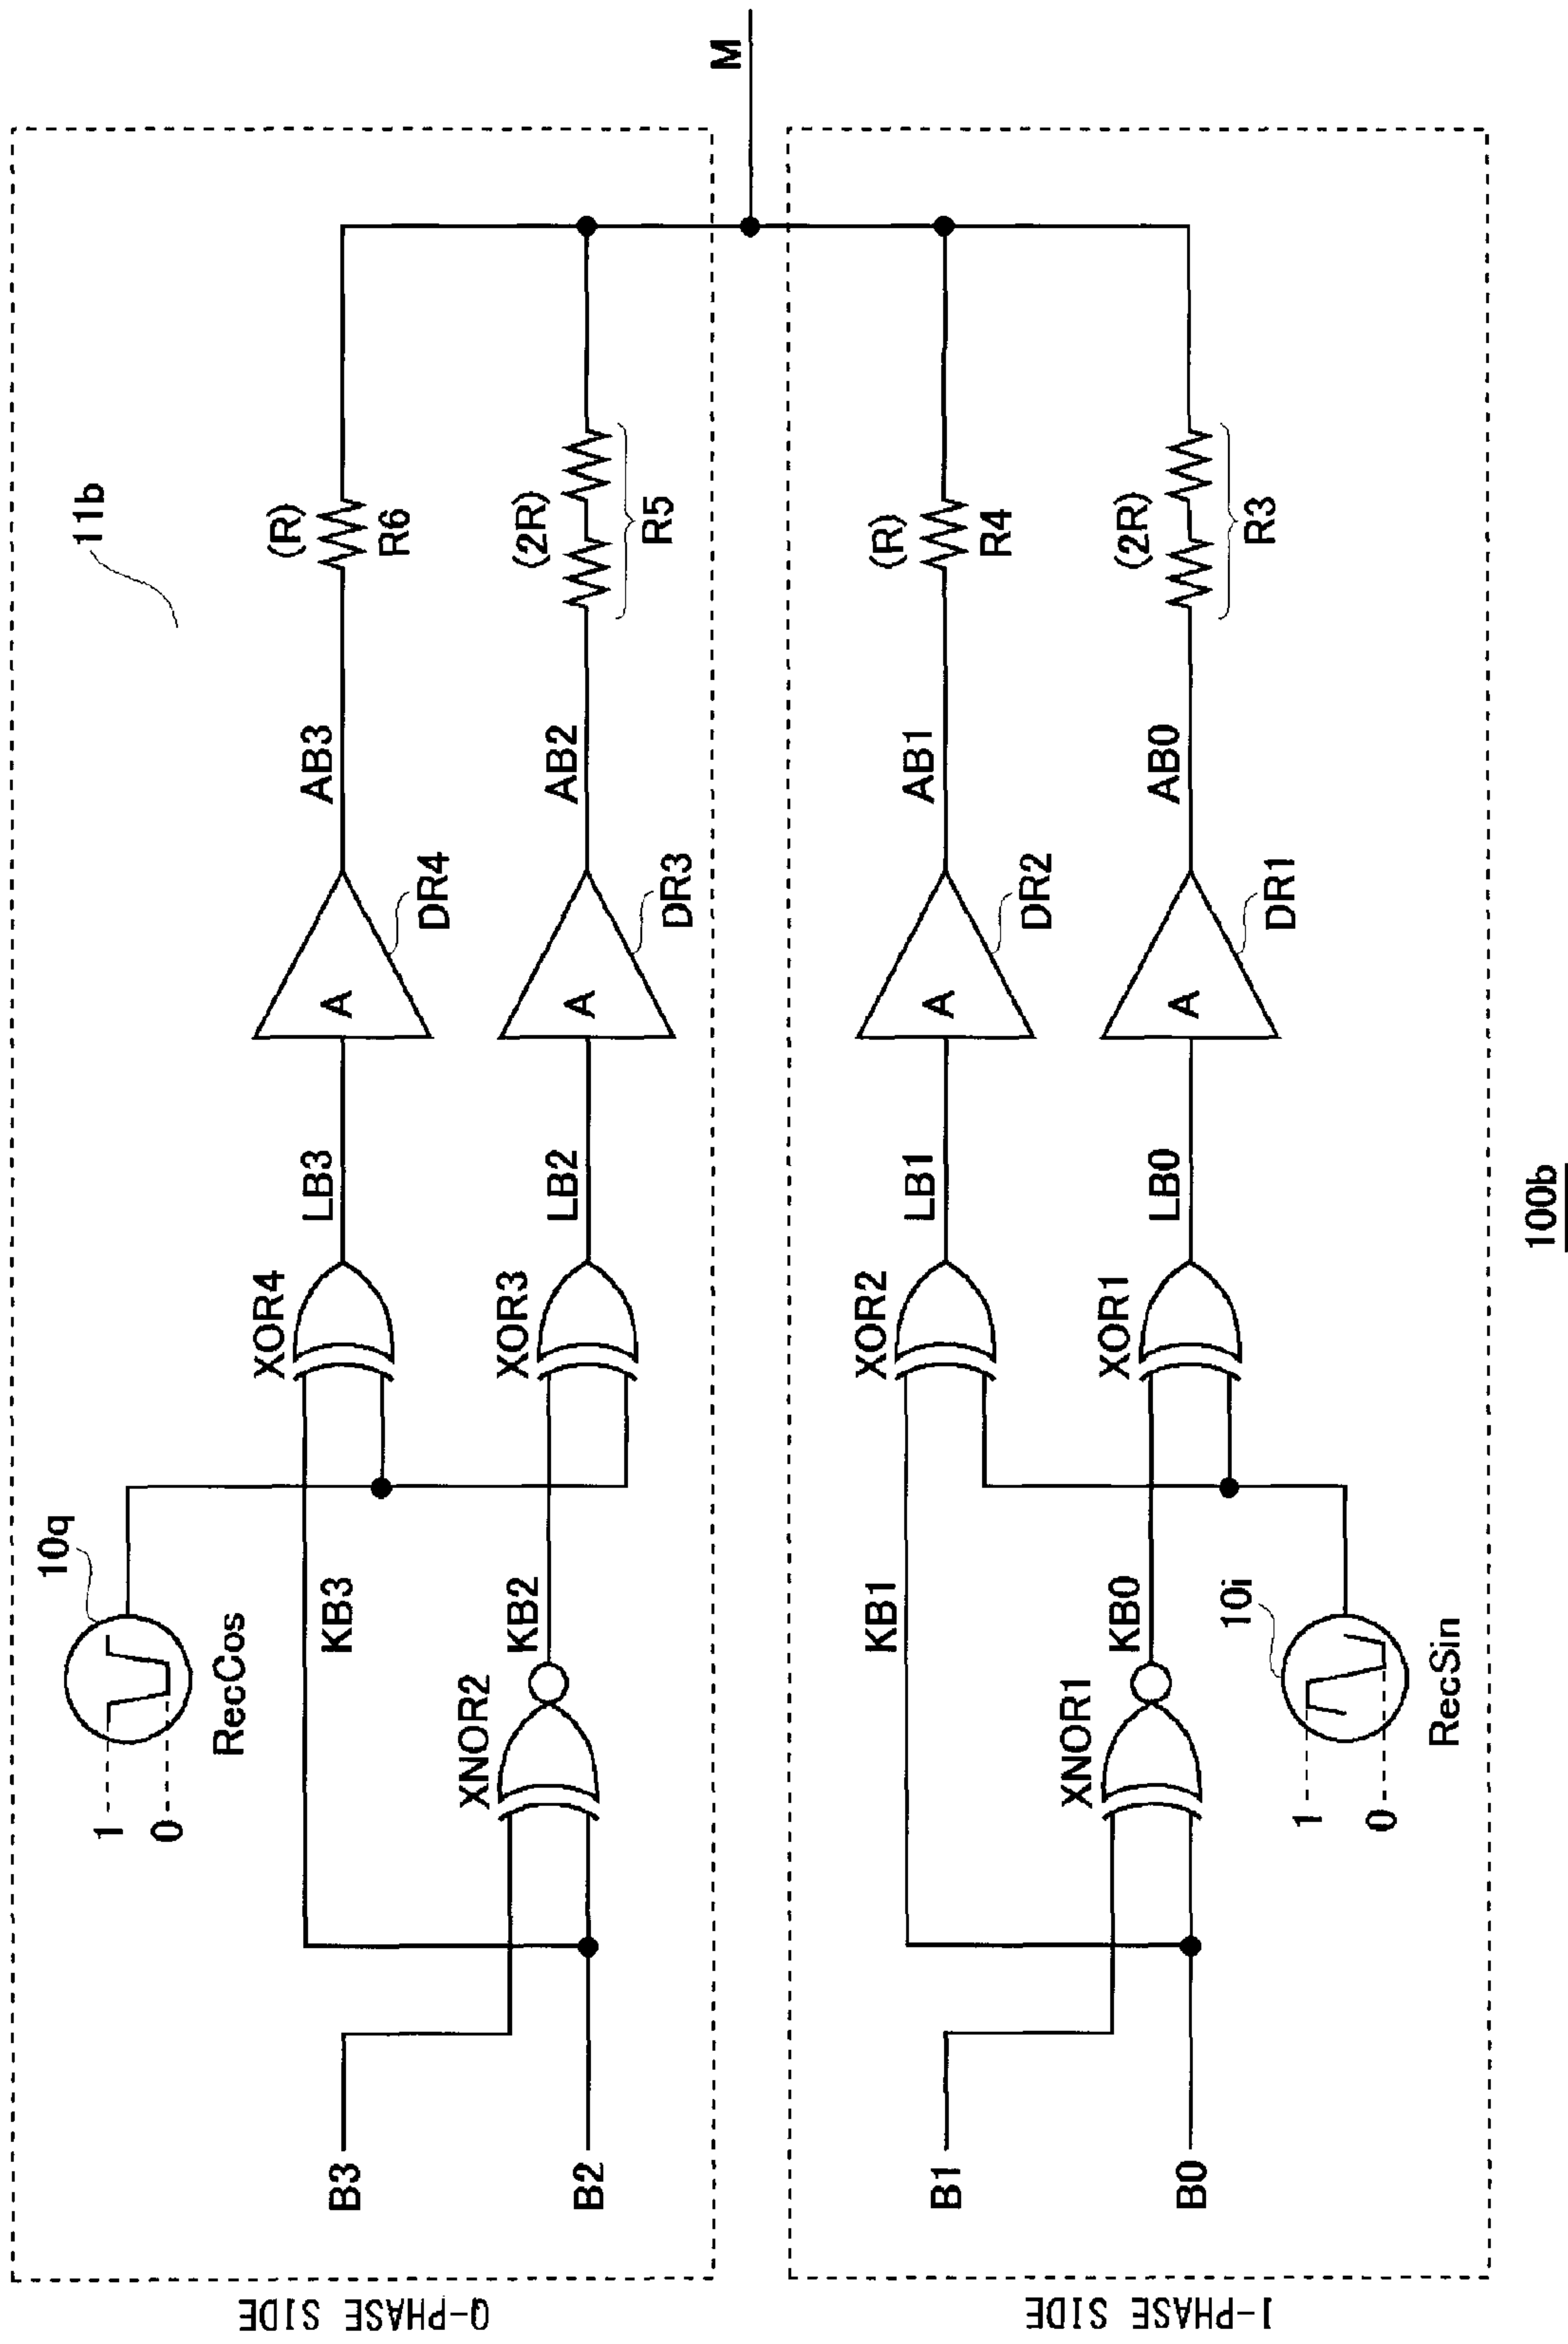 Q-PHASE SIDE
11b
B3
B2
1
0
10q
RecCos
KB3
XNOR2
KB2
XOR4
LB3
XOR3
LB2
A
DR4
AB3
A
DR3
AB2
(R)
R6
(2R)
R5
M
I-PHASE SIDE
B1
B0
KB1
XNOR1
KB0
1
0
10i
RecSin
XOR2
LB1
XOR1
LB0
A
DR2
AB1
A
DR1
AB0
(R)
R4
(2R)
R3
100b